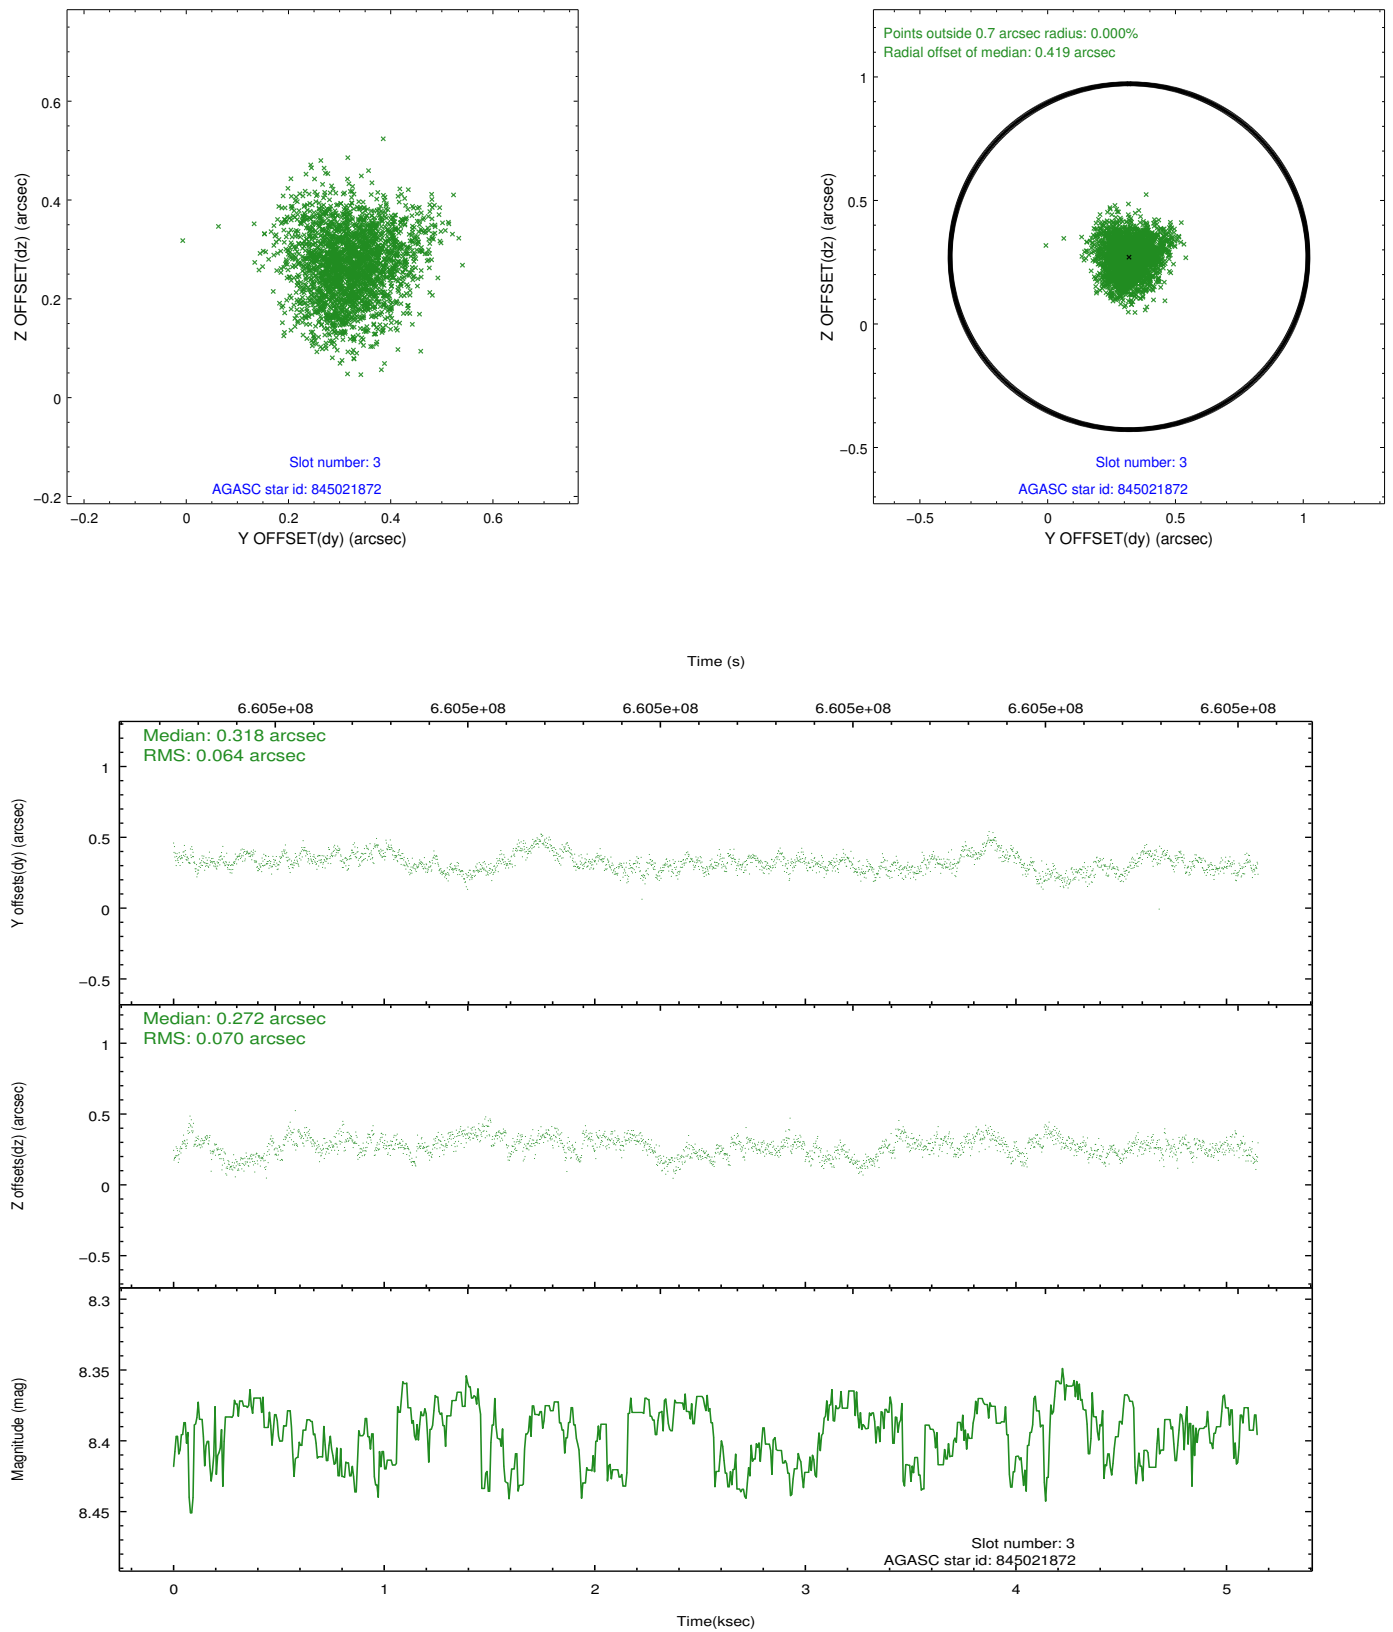 0.6
0.4
0.2
0
−0.2
−0.2 0 0.2 0.4 0.6
Z OFFSET(dz) (arcsec)
Y OFFSET(dy) (arcsec)
Slot number: 3
AGASC star id: 845021872
Points outside 0.7 arcsec radius: 0.000%
Radial offset of median: 0.419 arcsec
1
0.5
0
−0.5
−0.5 0 0.5 1
Z OFFSET(dz) (arcsec)
Y OFFSET(dy) (arcsec)
Slot number: 3
AGASC star id: 845021872
Time (s)
6.605e+08 6.605e+08 6.605e+08 6.605e+08 6.605e+08 6.605e+08
Median: 0.318 arcsec
RMS: 0.064 arcsec
1
0.5
0
−0.5
Y offsets(dy) (arcsec)
Median: 0.272 arcsec
RMS: 0.070 arcsec
1
0.5
0
−0.5
Z offsets(dz) (arcsec)
8.3
8.35
8.4
8.45
Magnitude (mag)
Slot number: 3
AGASC star id: 845021872
0 1 2 3 4 5
Time(ksec)